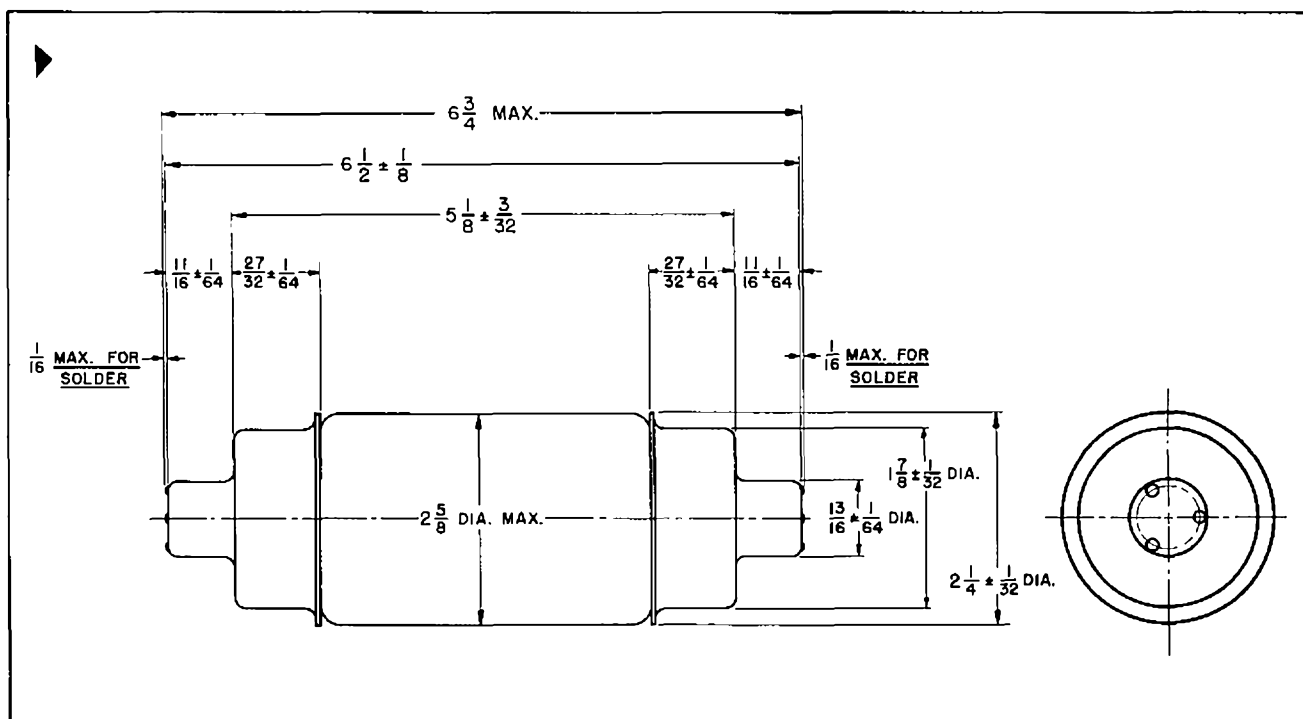 6 3/4 MAX.
6 1/2 ± 1/8
5 1/8 ± 3/32
11/16 ± 1/64
27/32 ± 1/64
27/32 ± 1/64
11/16 ± 1/64
1/16 MAX. FOR
SOLDER
1/16 MAX. FOR
SOLDER
2 5/8 DIA. MAX.
1 7/8 ± 1/32 DIA.
13/16 ± 1/64 DIA.
2 1/4 ± 1/32 DIA.